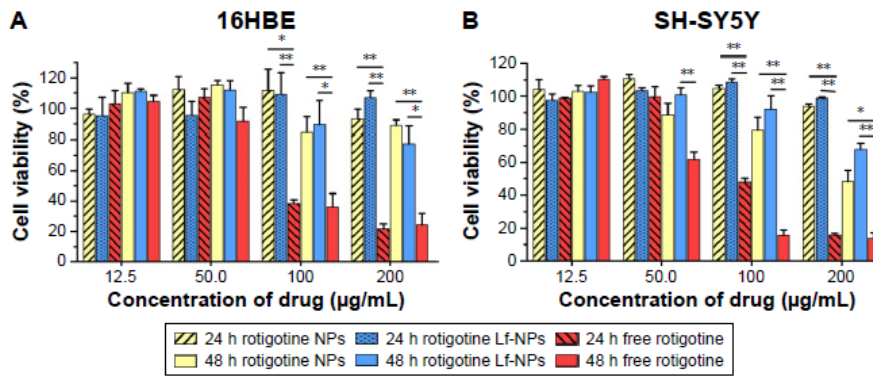 A 16HBE
Cell viability (%)
120
100
80
60
40
20
0
* ** ** * ** ** ** *
12.5 50.0 100 200
Concentration of drug (µg/mL)
B SH-SY5Y
Cell viability (%)
120
100
80
60
40
20
0
** ** ** ** ** ** ** * **
12.5 50.0 100 200
Concentration of drug (µg/mL)
24 h rotigotine NPs 24 h rotigotine Lf-NPs 24 h free rotigotine
48 h rotigotine NPs 48 h rotigotine Lf-NPs 48 h free rotigotine